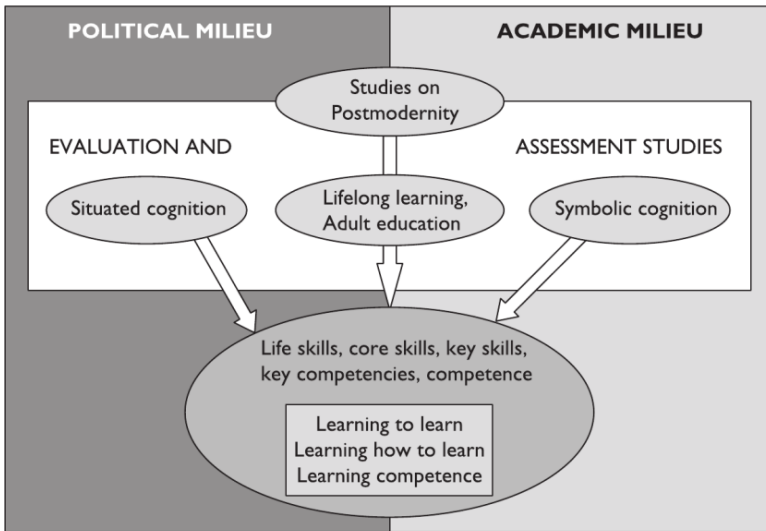 POLITICAL MILIEU
ACADEMIC MILIEU
Studies on
Postmodernity
EVALUATION AND
ASSESSMENT STUDIES
Situated cognition
Lifelong learning,
Adult education
Symbolic cognition
Life skills, core skills, key skills,
key competencies, competence
Learning to learn
Learning how to learn
Learning competence